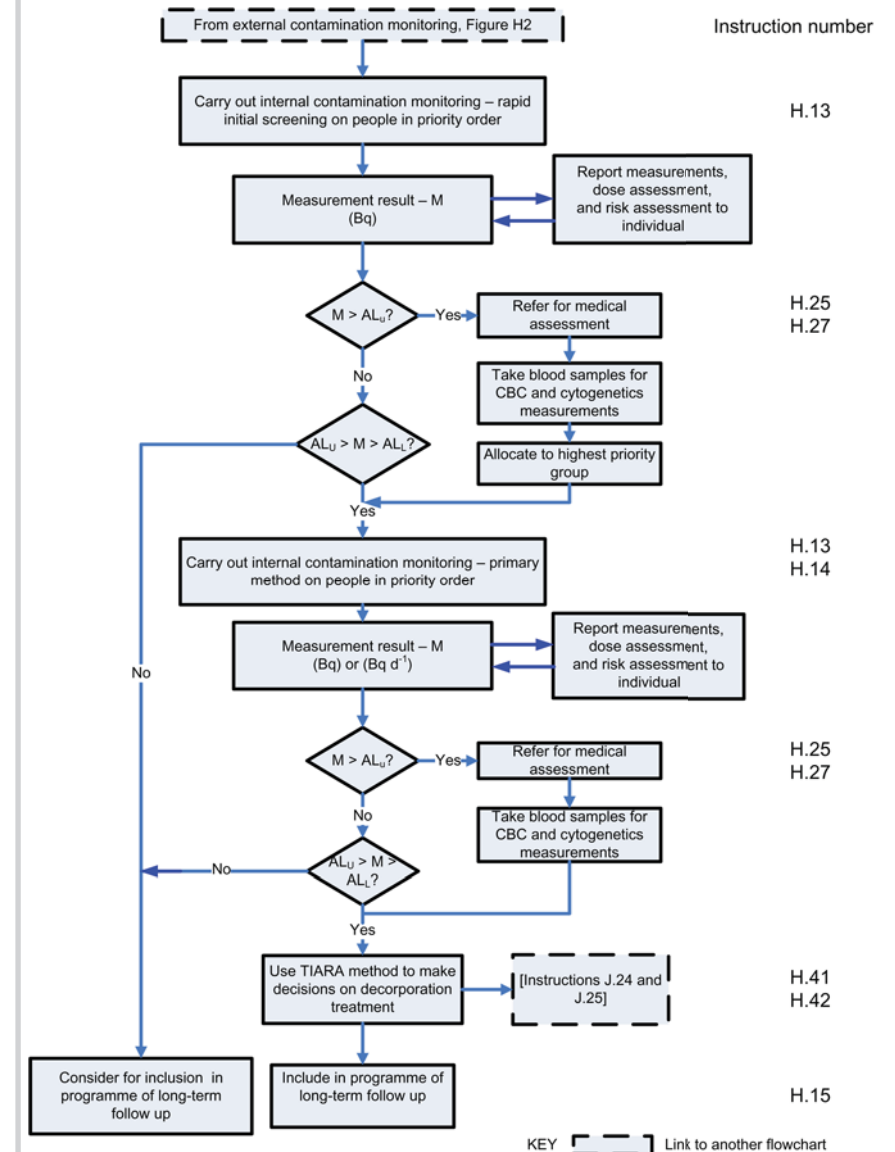 From external contamination monitoring, Figure H2
Instruction number
Carry out internal contamination monitoring – rapid
initial screening on people in priority order
H.13
Measurement result – M
(Bq)
Report measurements,
dose assessment,
and risk assessment to
individual
M > ALu?
Yes
Refer for medical
assessment
H.25
H.27
No
Take blood samples for
CBC and cytogenetics
measurements
ALU > M > ALL?
Allocate to highest priority
group
Yes
Carry out internal contamination monitoring – primary
method on people in priority order
H.13
H.14
Measurement result – M
(Bq) or (Bq d-1)
Report measurements,
dose assessment,
and risk assessment to
individual
No
M > ALu?
Yes
Refer for medical
assessment
H.25
H.27
No
Take blood samples for
CBC and cytogenetics
measurements
ALU > M >
ALL?
No
Yes
Use TIARA method to make
decisions on decorporation
treatment
[Instructions J.24 and
J.25]
H.41
H.42
Consider for inclusion in
programme of long-term
follow up
Include in programme of
long-term follow up
H.15
KEY
Link to another flowchart